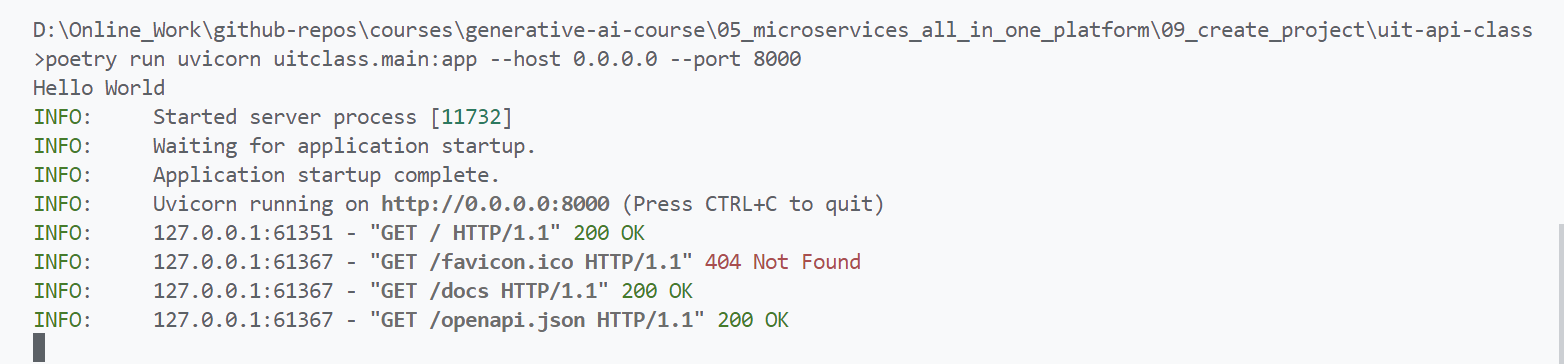 D:\Online_Work\github-repos\courses\generative-ai-course\05_microservices_all_in_one_platform\09_create_project\uit-api-class
>poetry run uvicorn uitclass.main:app --host 0.0.0.0 --port 8000
Hello World
INFO:     Started server process [11732]
INFO:     Waiting for application startup.
INFO:     Application startup complete.
INFO:     Uvicorn running on http://0.0.0.0:8000 (Press CTRL+C to quit)
INFO:     127.0.0.1:61351 - "GET / HTTP/1.1" 200 OK
INFO:     127.0.0.1:61367 - "GET /favicon.ico HTTP/1.1" 404 Not Found
INFO:     127.0.0.1:61367 - "GET /docs HTTP/1.1" 200 OK
INFO:     127.0.0.1:61367 - "GET /openapi.json HTTP/1.1" 200 OK